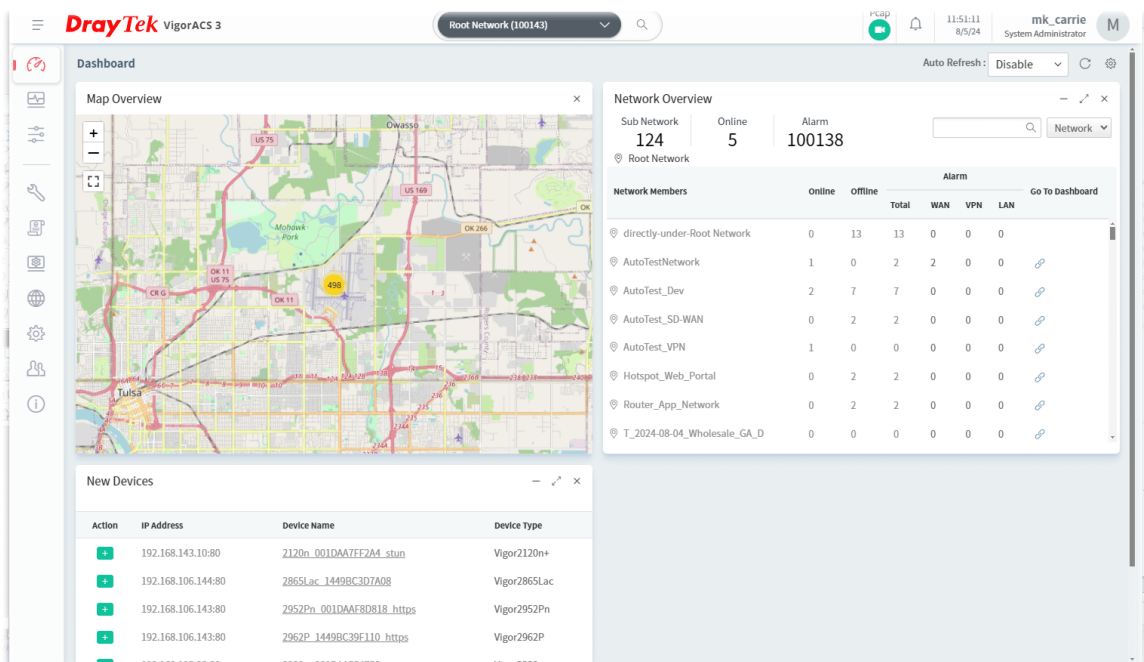 DrayTek VigorACS 3
Root Network (100143)
Pcap
11:51:11
8/5/24
mk_carrie
System Administrator
M
Dashboard
Auto Refresh : Disable
Map Overview
+
−
Owasso
US 75
US 169
OK
OK 266
Mohawk Park
OK 11
US 75
498
CR G
OK 11
Tulsa
Network Overview
Sub Network Online Alarm
124 5 100138
Network
Root Network
Network Members Online Offline Alarm Go To Dashboard
Total WAN VPN LAN
directly-under-Root Network 0 13 13 0 0 0
AutoTestNetwork 1 0 2 2 0 0
AutoTest_Dev 2 7 7 0 0 0
AutoTest_SD-WAN 0 2 2 0 0 0
AutoTest_VPN 1 0 0 0 0 0
Hotspot_Web_Portal 0 2 2 0 0 0
Router_App_Network 0 2 2 0 0 0
T_2024-08-04_Wholesale_GA_D 0 0 0 0 0 0
New Devices
Action IP Address Device Name Device Type
+ 192.168.143.10:80 2120n_001DAA7FF2A4_stun Vigor2120n+
+ 192.168.106.144:80 2865Lac_1449BC3D7A08 Vigor2865Lac
+ 192.168.106.143:80 2952Pn_001DAAF8D818_https Vigor2952Pn
+ 192.168.106.143:80 2962P_1449BC39F110_https Vigor2962P